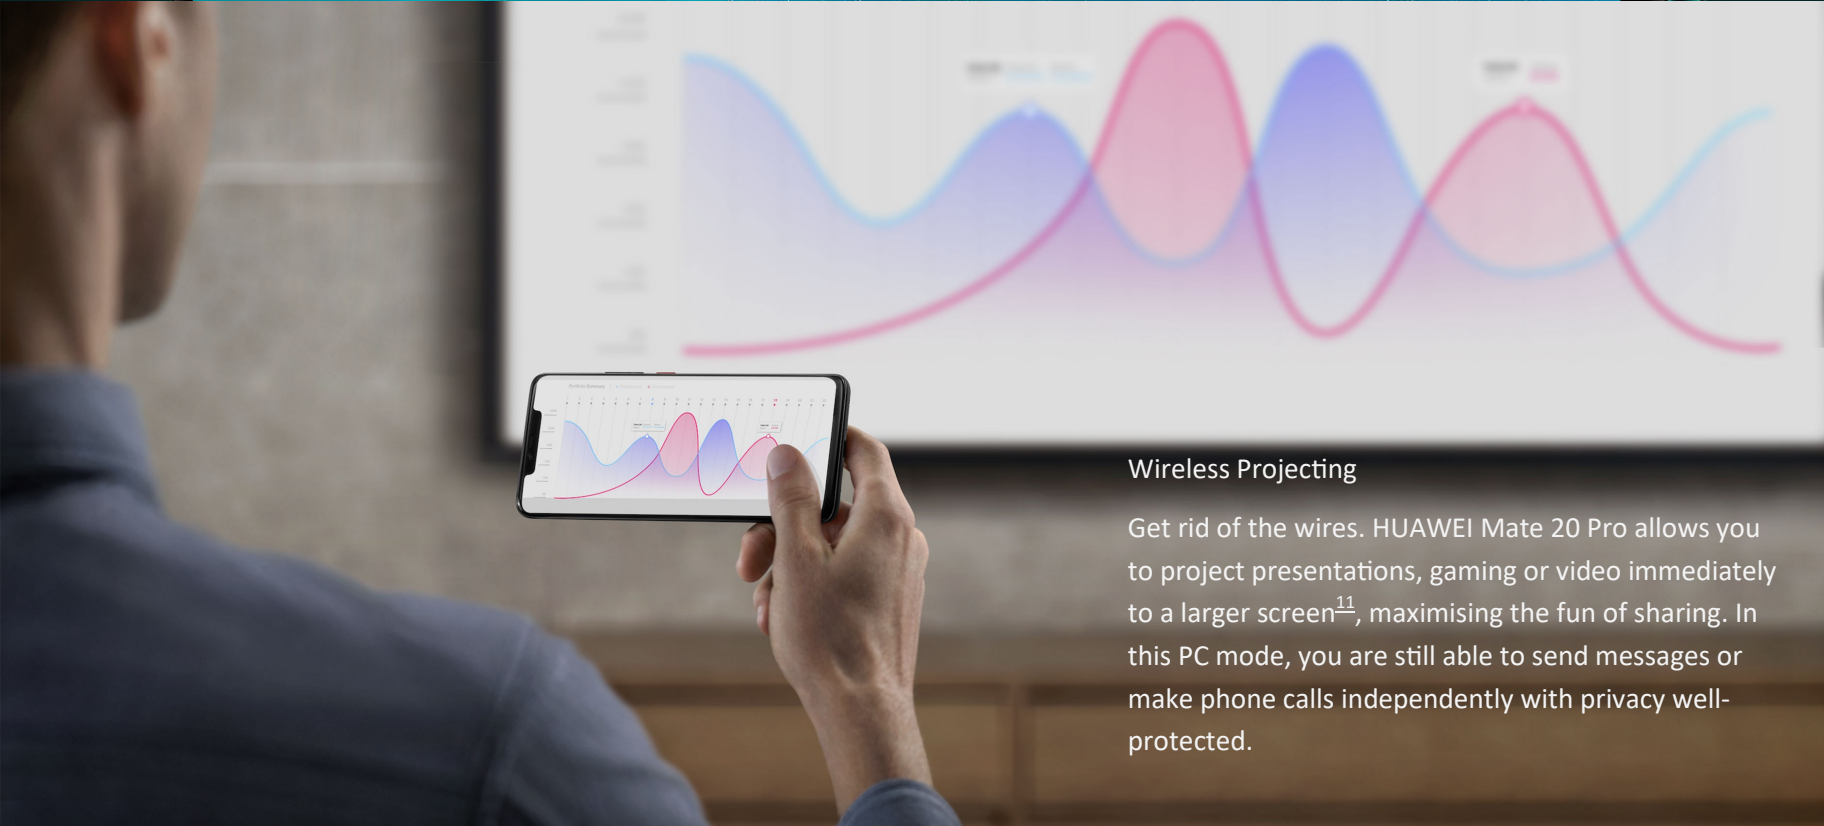 Wireless Projecting
Get rid of the wires. HUAWEI Mate 20 Pro allows you
to project presentations, gaming or video immediately
to a larger screen11, maximising the fun of sharing. In
this PC mode, you are still able to send messages or
make phone calls independently with privacy well-
protected.